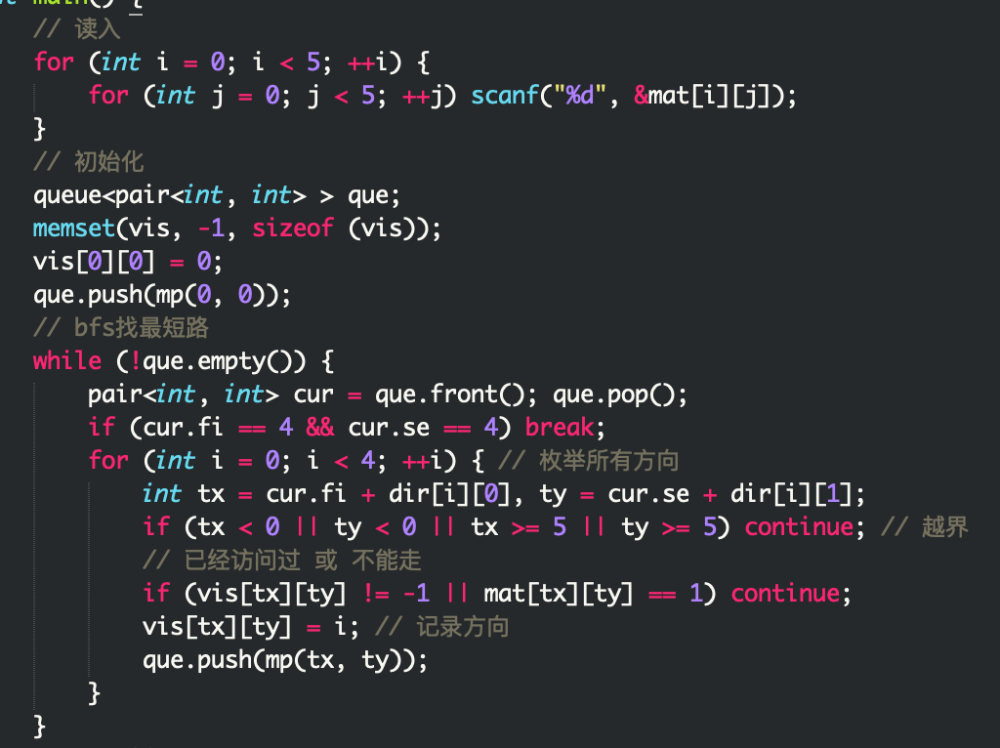 main() {
// 读入
for (int i = 0; i < 5; ++i) {
for (int j = 0; j < 5; ++j) scanf("%d", &mat[i][j]);
}
// 初始化
queue<pair<int, int> > que;
memset(vis, -1, sizeof (vis));
vis[0][0] = 0;
que.push(mp(0, 0));
// bfs找最短路
while (!que.empty()) {
pair<int, int> cur = que.front(); que.pop();
if (cur.fi == 4 && cur.se == 4) break;
for (int i = 0; i < 4; ++i) { // 枚举所有方向
int tx = cur.fi + dir[i][0], ty = cur.se + dir[i][1];
if (tx < 0 || ty < 0 || tx >= 5 || ty >= 5) continue; // 越界
// 已经访问过 或 不能走
if (vis[tx][ty] != -1 || mat[tx][ty] == 1) continue;
vis[tx][ty] = i; // 记录方向
que.push(mp(tx, ty));
}
}